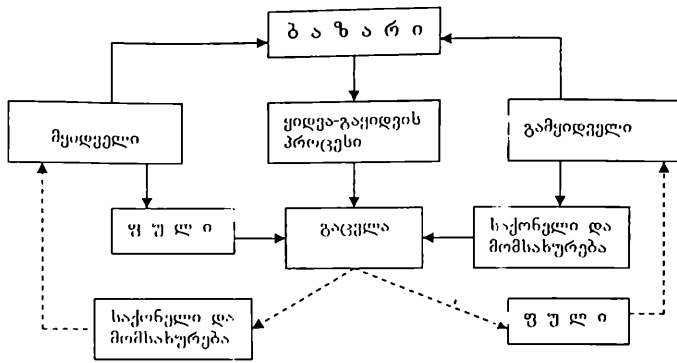 ბ ა ზ ა რ ი
მყიდველი
ყიდვა-გაყიდვის
პროცესი
გამყიდველი
ფ უ ლ ი
გაცვლა
საქონელი და
მომსახურება
საქონელი და
მომსახურება
ფ უ ლ ი